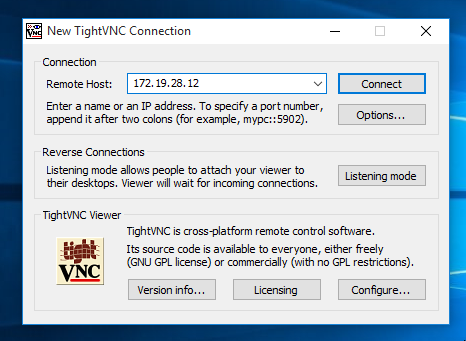 New TightVNC Connection
Connection
Remote Host: 172.19.28.12 Connect
Enter a name or an IP address. To specify a port number,
append it after two colons (for example, mypc::5902).
Options...
Reverse Connections
Listening mode allows people to attach your viewer to
their desktops. Viewer will wait for incoming connections.
Listening mode
TightVNC Viewer
tight
VNC
TightVNC is cross-platform remote control software.
Its source code is available to everyone, either freely
(GNU GPL license) or commercially (with no GPL restrictions).
Version info... Licensing Configure...